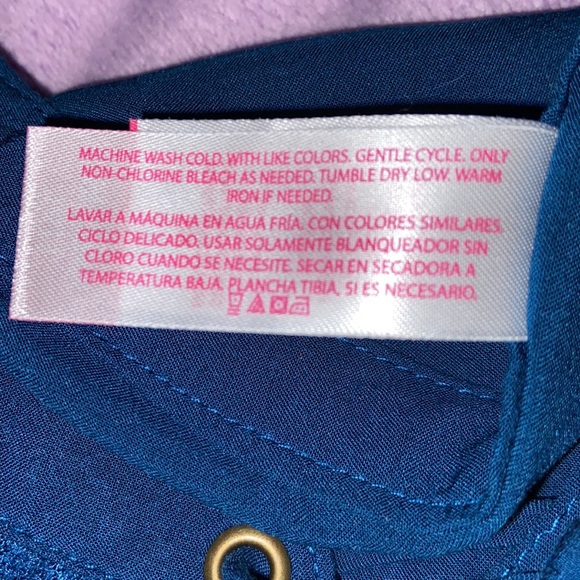 MACHINE WASH COLD. WITH LIKE COLORS. GENTLE CYCLE. ONLY
NON-CHLORINE BLEACH AS NEEDED. TUMBLE DRY LOW. WARM
IRON IF NEEDED.
LAVAR A MÁQUINA EN AGUA FRÍA. CON COLORES SIMILARES.
CICLO DELICADO. USAR SOLAMENTE BLANQUEADOR SIN
CLORO CUANDO SE NECESITE. SECAR EN SECADORA A
TEMPERATURA BAJA. PLANCHA TIBIA, SI ES NECESARIO.